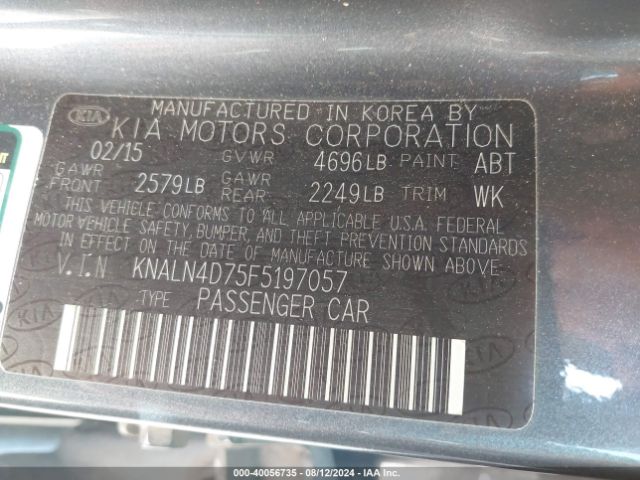 MANUFACTURED IN KOREA BY
KIA KIA MOTORS CORPORATION
02/15 GVWR 4696LB PAINT ABT
GAWR FRONT 2579LB GAWR REAR 2249LB TRIM WK
THIS VEHICLE CONFORMS TO ALL APPLICABLE U.S.A. FEDERAL
MOTOR VEHICLE SAFETY, BUMPER, AND THEFT STANDARDS
IN EFFECT ON THE DATE OF MANUFACTURE SHOWN ABOVE.
V.I.N KNALN4D75F5197057
TYPE PASSENGER CAR
000-40056735 - 08/12/2024 - IAA Inc.